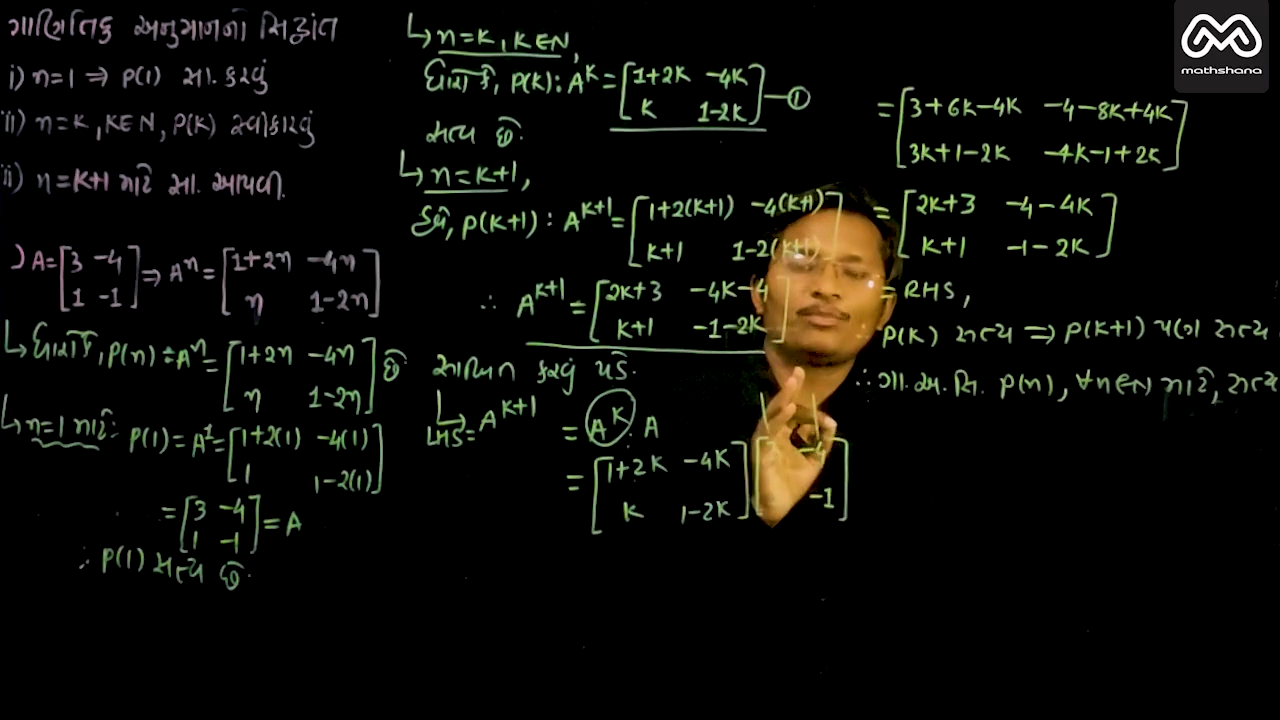 ગાણિતિક અનુમાનનો સિદ્ધાંત
i) n=1 ⇒ P(1) સા. કરવું
ii) n=K, K∈N, P(K) સ્વીકારવું
ii) n=K+1 માટે સા. આપવી.
) A=[3 -4; 1 -1] ⇒ Aⁿ=[1+2n -4n; n 1-2n]
↳ ધારો કે, P(n) : Aⁿ=[1+2n -4n; n 1-2n] છે
↳ n=1 માટે: P(1) = A¹=[1+2(1) -4(1); 1 1-2(1)]
=[3 -4; 1 -1] = A
∴ P(1) સત્ય છે.
↳ n=K, K∈N,
ધારો કે, P(K): Aᴷ=[1+2K -4K; K 1-2K] —①
સત્ય છે.
↳ n=K+1,
હવે, P(K+1) : Aᴷ⁺¹=[1+2(K+1) -4(K+1); K+1 1-2(K+1)]
∴ Aᴷ⁺¹=[2K+3 -4K-4; K+1 -1-2K]
સાબિત કરવું પડે.
↳ LHS= Aᴷ⁺¹ = Aᴷ. A
=[1+2K -4K; K 1-2K][3 -4; -1]
=[3+6K-4K -4-8K+4K; 3K+1-2K -4K-1+2K]
=[2K+3 -4-4K; K+1 -1-2K]
= RHS,
P(K) સત્ય ⇒ P(K+1) પણ સત્ય
∴ ગા.અ.સિ. P(n), ∀n∈N માટે, સત્ય
mathshana